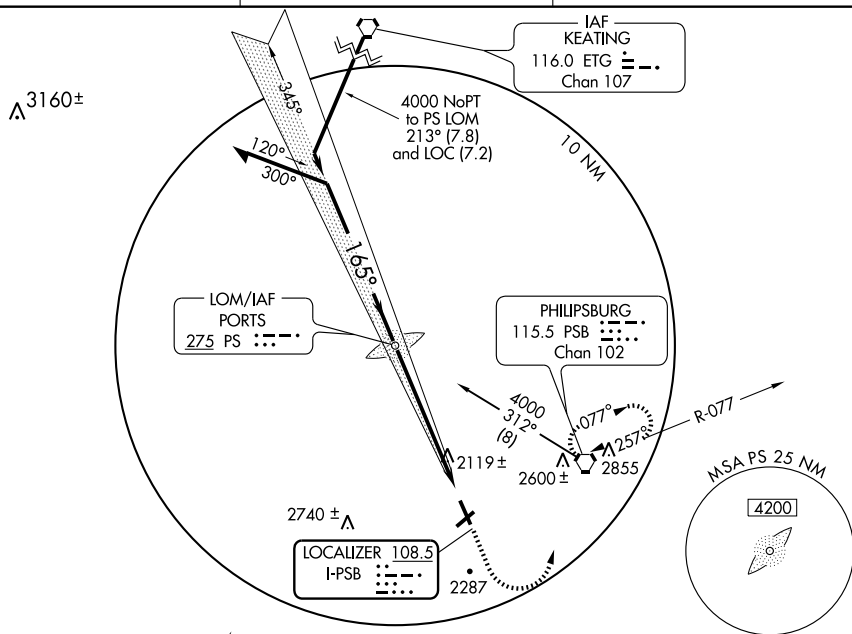 IAF
KEATING
116.0 ETG
Chan 107
3160±
4000 NoPT
to PS LOM
213° (7.8)
and LOC (7.2)
10 NM
345°
120°
300°
165°
LOM/IAF
PORTS
275 PS
PHILIPSBURG
115.5 PSB
Chan 102
4000
312°
(8)
077°
257°
R-077
2119±
2600±
2855
MSA PS 25 NM
4200
2740±
LOCALIZER 108.5
I-PSB
2287